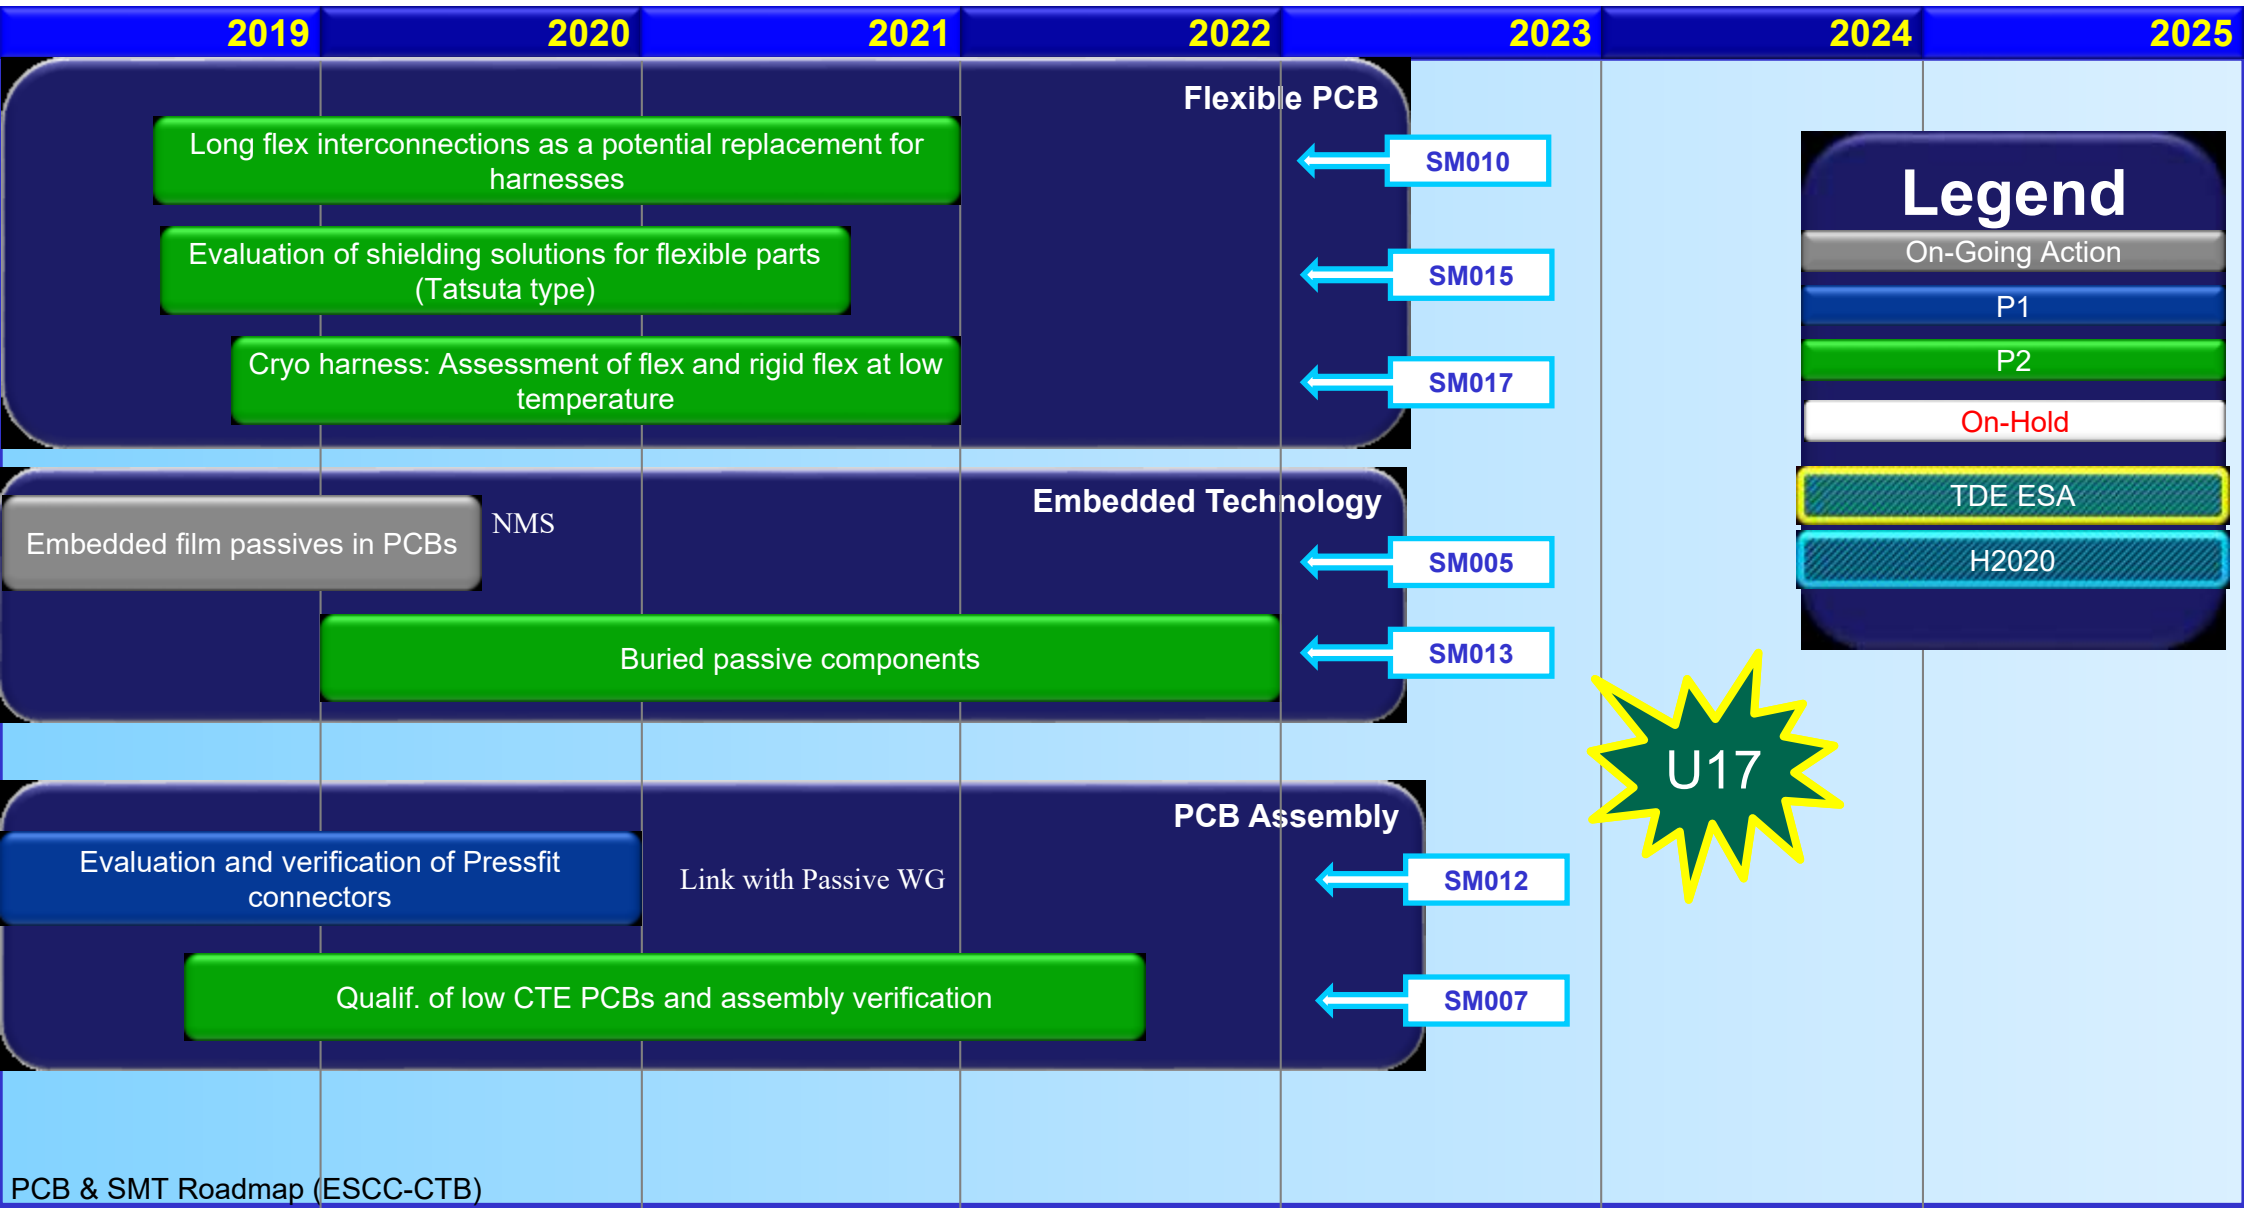 2019 2020 2021 2022 2023 2024 2025
Flexible PCB
Long flex interconnections as a potential replacement for
harnesses
SM010
Evaluation of shielding solutions for flexible parts
(Tatsuta type)
SM015
Cryo harness: Assessment of flex and rigid flex at low
temperature
SM017
Embedded Technology
Embedded film passives in PCBs
NMS
SM005
Buried passive components
SM013
PCB Assembly
Evaluation and verification of Pressfit
connectors
Link with Passive WG
SM012
Qualif. of low CTE PCBs and assembly verification
SM007
Legend
On-Going Action
P1
P2
On-Hold
TDE ESA
H2020
U17
PCB & SMT Roadmap (ESCC-CTB)